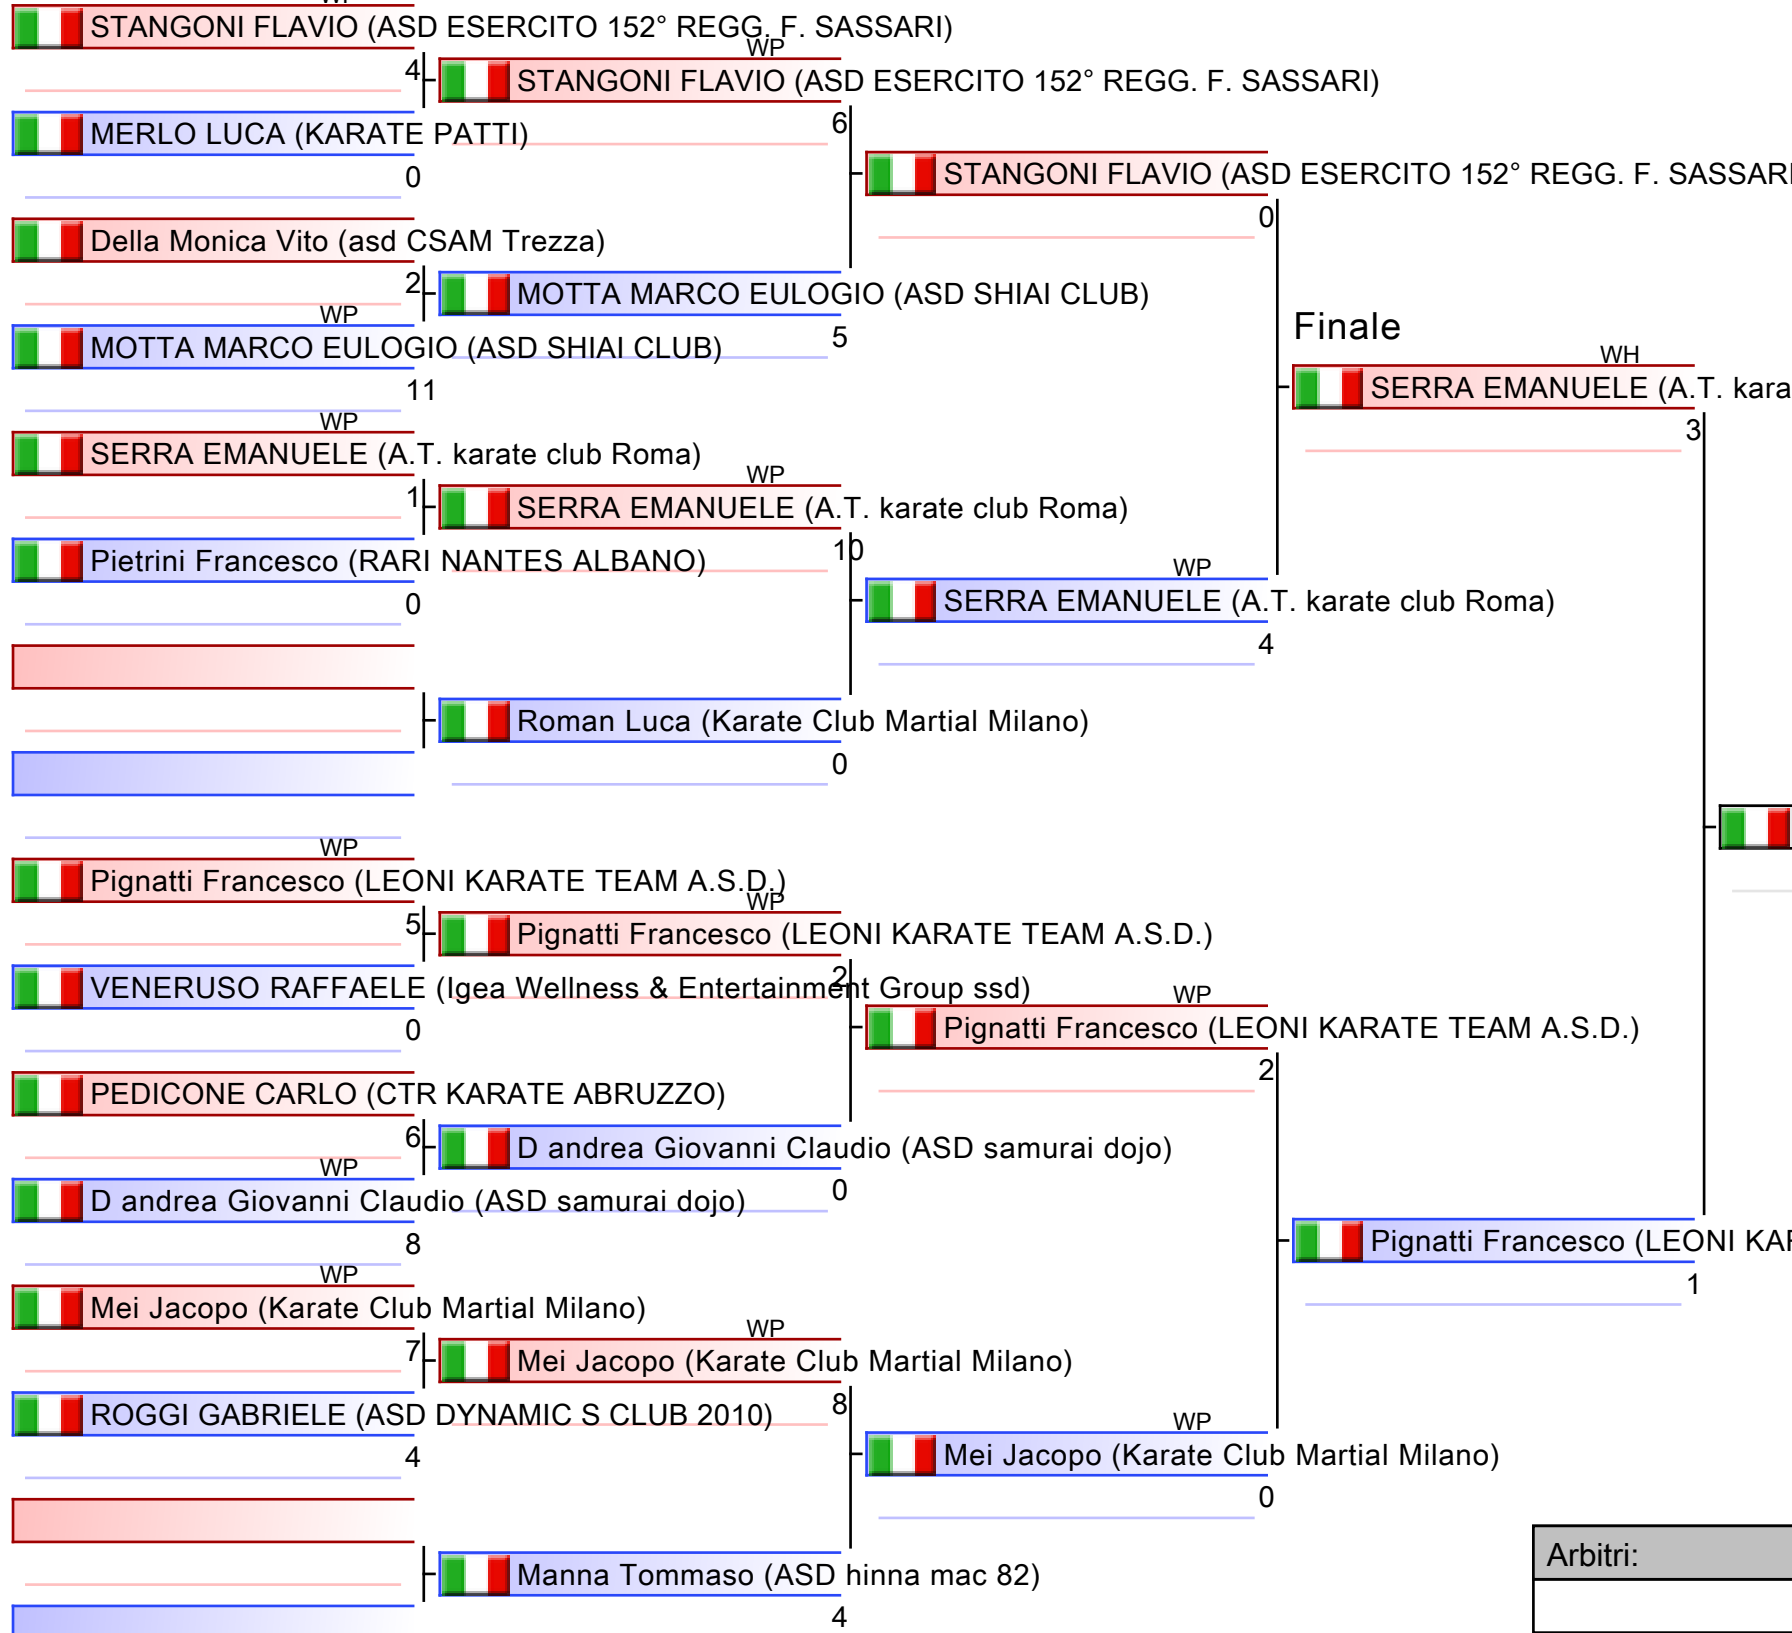 WP
STANGONI FLAVIO (ASD ESERCITO 152° REGG. F. SASSARI)
4
MERLO LUCA (KARATE PATTI)
0
Della Monica Vito (asd CSAM Trezza)
2
WP
MOTTA MARCO EULOGIO (ASD SHIAI CLUB)
11
WP
SERRA EMANUELE (A.T. karate club Roma)
1
Pietrini Francesco (RARI NANTES ALBANO)
0
WP
Pignatti Francesco (LEONI KARATE TEAM A.S.D.)
5
VENERUSO RAFFAELE (Igea Wellness & Entertainment Group ssd)
0
PEDICONE CARLO (CTR KARATE ABRUZZO)
6
WP
D andrea Giovanni Claudio (ASD samurai dojo)
8
WP
Mei Jacopo (Karate Club Martial Milano)
7
ROGGI GABRIELE (ASD DYNAMIC S CLUB 2010)
4
WP
STANGONI FLAVIO (ASD ESERCITO 152° REGG. F. SASSARI)
6
MOTTA MARCO EULOGIO (ASD SHIAI CLUB)
5
WP
SERRA EMANUELE (A.T. karate club Roma)
10
Roman Luca (Karate Club Martial Milano)
0
WP
Pignatti Francesco (LEONI KARATE TEAM A.S.D.)
2
D andrea Giovanni Claudio (ASD samurai dojo)
0
WP
Mei Jacopo (Karate Club Martial Milano)
8
Manna Tommaso (ASD hinna mac 82)
4
STANGONI FLAVIO (ASD ESERCITO 152° REGG. F. SASSARI
0
WP
SERRA EMANUELE (A.T. karate club Roma)
4
WP
Pignatti Francesco (LEONI KARATE TEAM A.S.D.)
2
WP
Mei Jacopo (Karate Club Martial Milano)
0
Finale
WH
SERRA EMANUELE (A.T. kara
3
Pignatti Francesco (LEONI KAR
1
Arbitri: